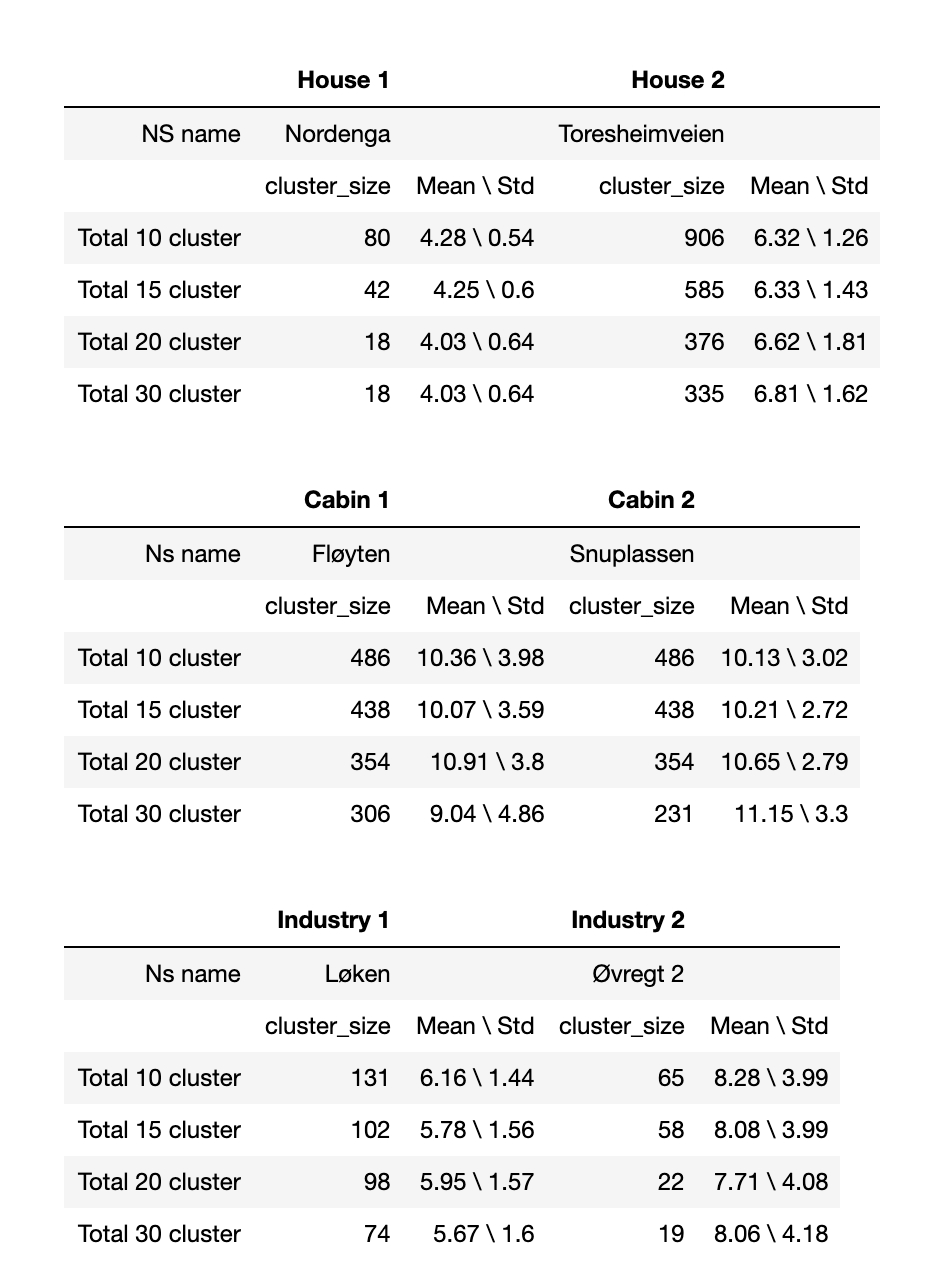 House 1 House 2
NS name Nordenga Toresheimveien
cluster_size Mean \ Std cluster_size Mean \ Std
Total 10 cluster 80 4.28 \ 0.54 906 6.32 \ 1.26
Total 15 cluster 42 4.25 \ 0.6 585 6.33 \ 1.43
Total 20 cluster 18 4.03 \ 0.64 376 6.62 \ 1.81
Total 30 cluster 18 4.03 \ 0.64 335 6.81 \ 1.62
Cabin 1 Cabin 2
Ns name Fløyten Snuplassen
cluster_size Mean \ Std cluster_size Mean \ Std
Total 10 cluster 486 10.36 \ 3.98 486 10.13 \ 3.02
Total 15 cluster 438 10.07 \ 3.59 438 10.21 \ 2.72
Total 20 cluster 354 10.91 \ 3.8 354 10.65 \ 2.79
Total 30 cluster 306 9.04 \ 4.86 231 11.15 \ 3.3
Industry 1 Industry 2
Ns name Løken Øvregt 2
cluster_size Mean \ Std cluster_size Mean \ Std
Total 10 cluster 131 6.16 \ 1.44 65 8.28 \ 3.99
Total 15 cluster 102 5.78 \ 1.56 58 8.08 \ 3.99
Total 20 cluster 98 5.95 \ 1.57 22 7.71 \ 4.08
Total 30 cluster 74 5.67 \ 1.6 19 8.06 \ 4.18